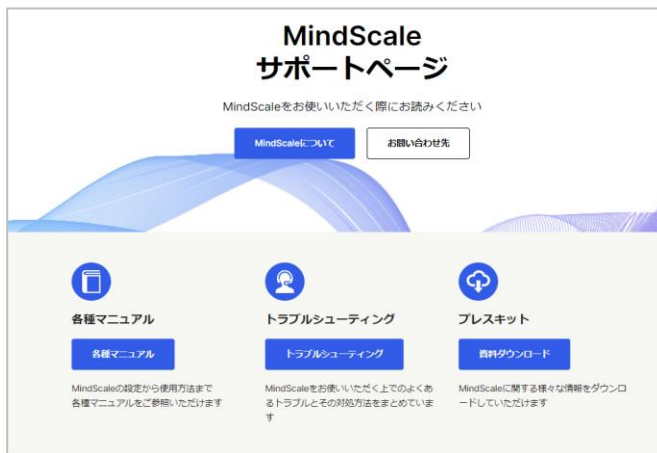 MindScale
サポートページ
MindScaleをお使いいただく際にお読みください
MindScaleについて
お問い合わせ先
各種マニュアル
各種マニュアル
MindScaleの設定から使用方法まで
各種マニュアルをご参照いただけます
トラブルシューティング
トラブルシューティング
MindScaleをお使いいただく上でのよくあ
るトラブルとその対処方法をまとめていま
す
プレスキット
資料ダウンロード
MindScaleに関する様々な情報をダウンロ
ードしていただけます